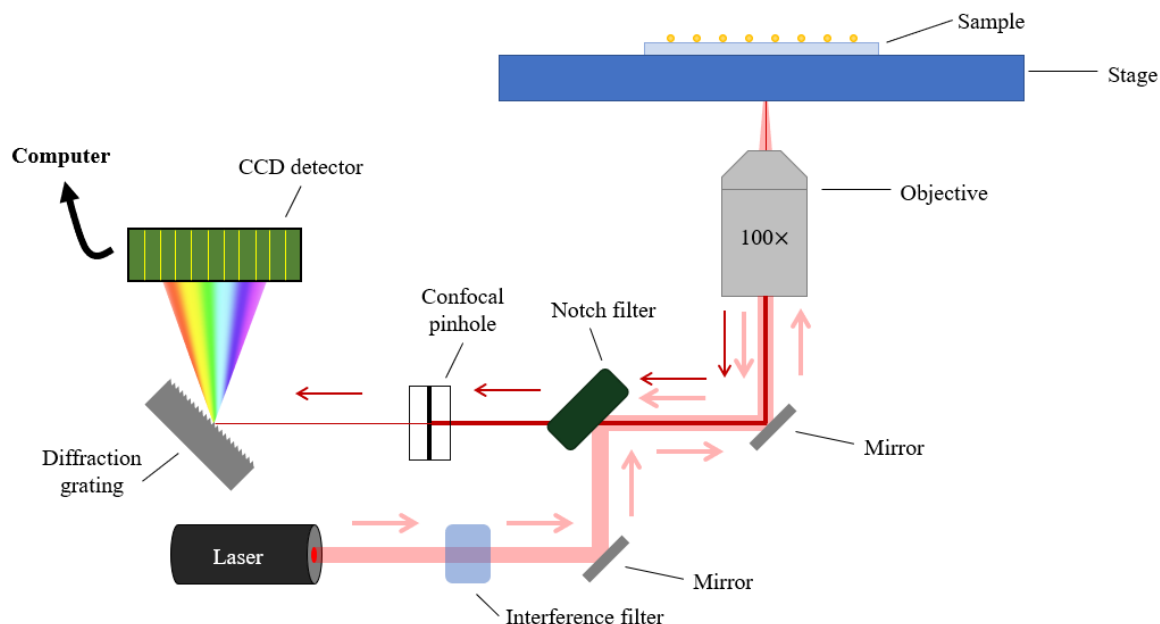 Sample
Stage
Computer
CCD detector
Objective
100×
Confocal
pinhole
Notch filter
Diffraction
grating
Mirror
Laser
Mirror
Interference filter